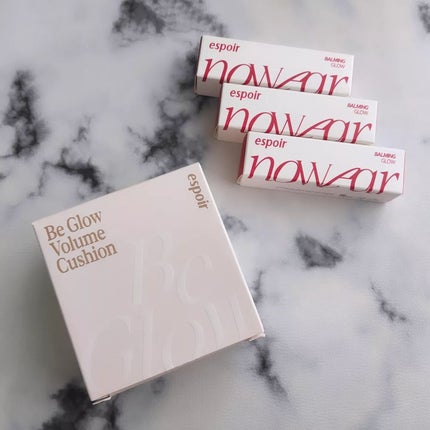 espoir
nowear
BALMING
GLOW
espoir
nowear
BALMING
GLOW
espoir
nowear
BALMING
GLOW
espoir
Be Glow
Volume
Cushion
Be
Glow